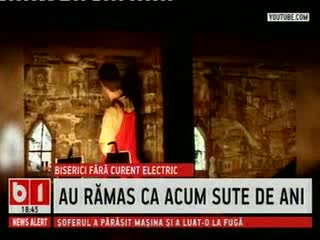 YOUTUBE.COM
BISERICI FĂRĂ CURENT ELECTRIC
B1
AU RĂMAS CA ACUM SUTE DE ANI
18:45
NEWS ALERT
ȘOFERUL A PĂRĂSIT MAȘINA ȘI A LUAT-O LA FUGĂ